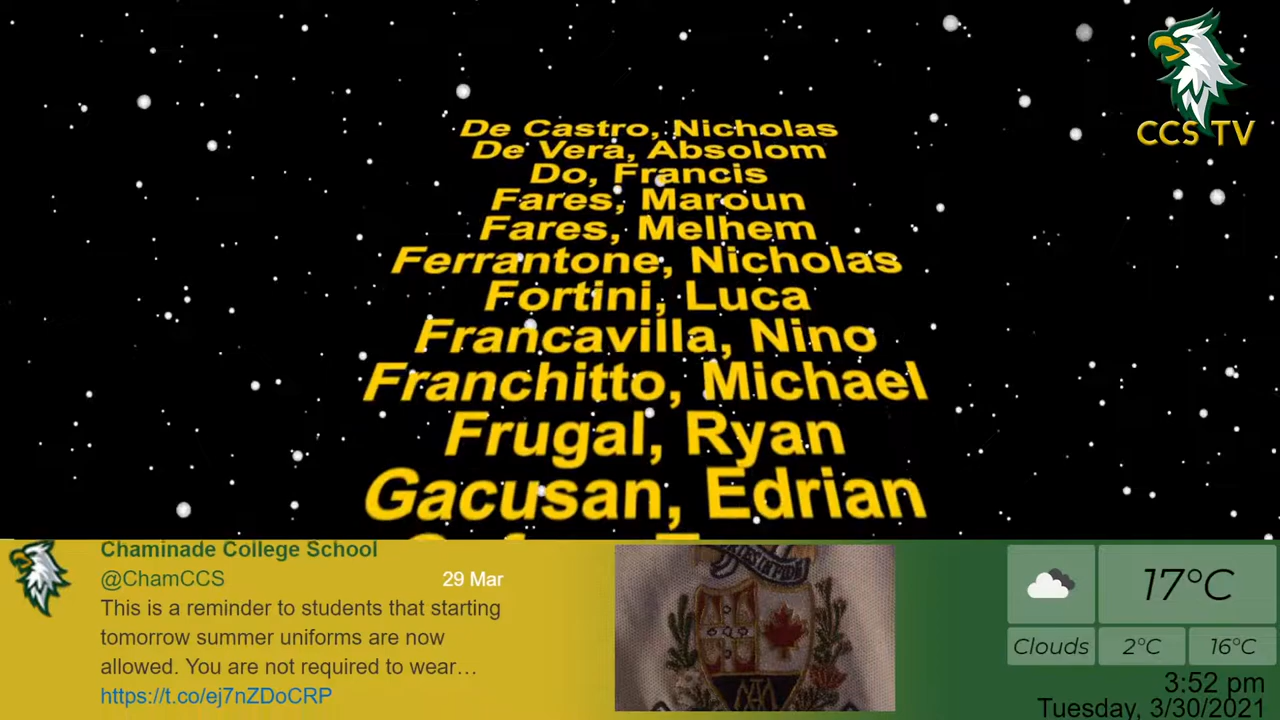 De Castro, Nicholas
De Vera, Absolom
Do, Francis
Fares, Maroun
Fares, Melhem
Ferrantone, Nicholas
Fortini, Luca
Francavilla, Nino
Franchitto, Michael
Frugal, Ryan
Gacusan, Edrian
CCS TV
Chaminade College School
@ChamCCS
29 Mar
This is a reminder to students that starting
tomorrow summer uniforms are now
allowed. You are not required to wear…
https://t.co/ej7nZDoCRP
17°C
Clouds
2°C
16°C
3:52 pm
Tuesday, 3/30/2021